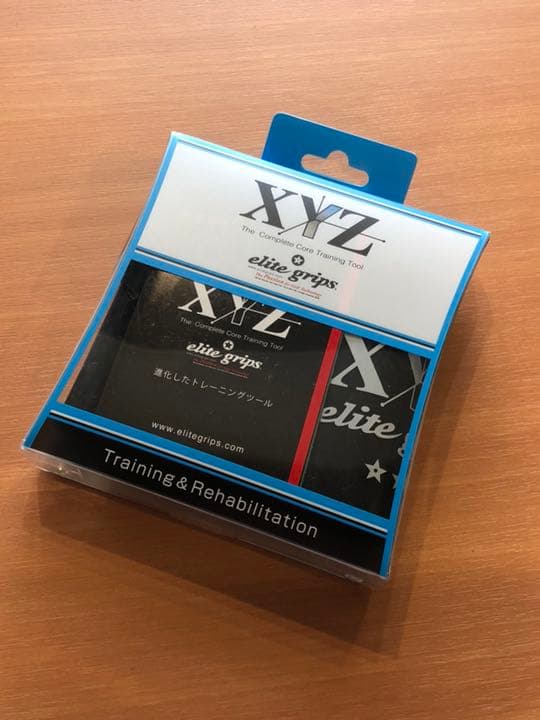 XYZ
The Complete Core Training Tool
elite grips
XYZ
The Complete Core Training Tool
elite grips
進化したトレーニングツール
www.elitegrips.com
X
elite
Training & Rehabilitation